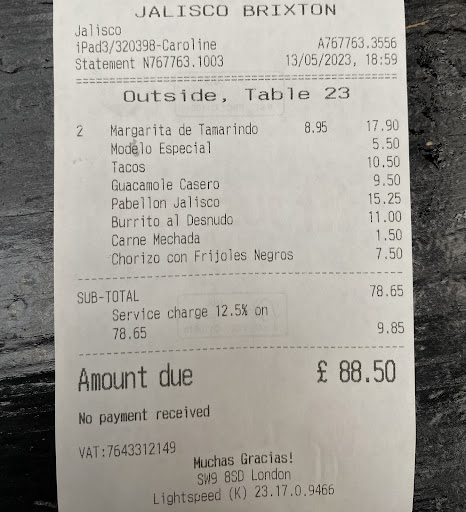 JALISCO BRIXTON
Jalisco
iPad3/320398-Caroline A767763.3556
Statement N767763.1003 13/05/2023, 18:59
Outside, Table 23
2 Margarita de Tamarindo 8.95 17.90
Modelo Especial 5.50
Tacos 10.50
Guacamole Casero 9.50
Pabellon Jalisco 15.25
Burrito al Desnudo 11.00
Carne Mechada 1.50
Chorizo con Frijoles Negros 7.50
SUB-TOTAL 78.65
Service charge 12.5% on
78.65 9.85
Amount due £ 88.50
No payment received
VAT:7643312149
Muchas Gracias!
SW9 8SD London
Lightspeed (K) 23.17.0.9466